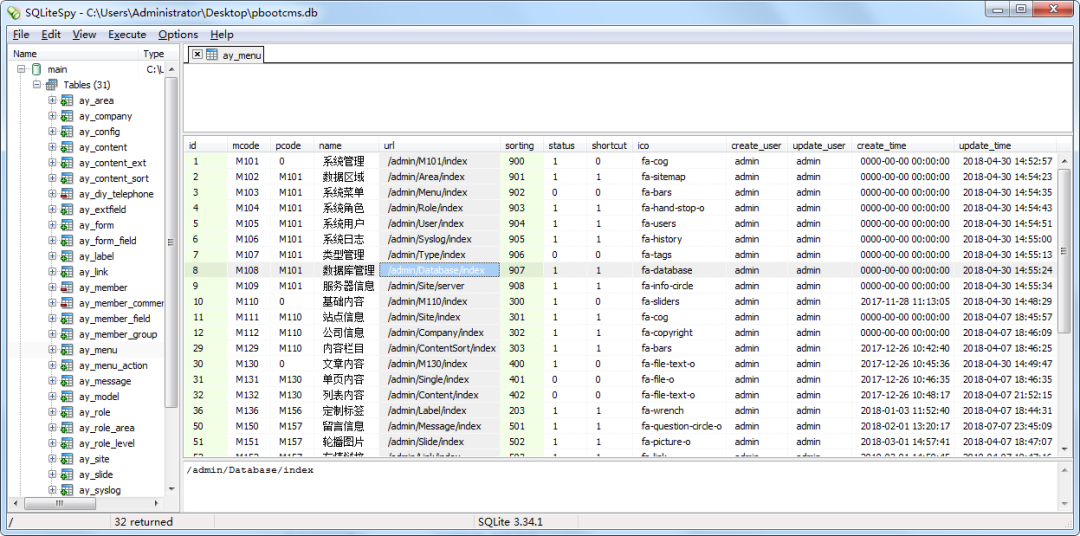 SQLiteSpy - C:\Users\Administrator\Desktop\pbootcms.db
File Edit View Execute Options Help
Name Type
main C:\L
Tables (31)
ay_area
ay_company
ay_config
ay_content
ay_content_ext
ay_content_sort
ay_diy_telephone
ay_extfield
ay_form
ay_form_field
ay_label
ay_link
ay_member
ay_member_comme
ay_member_field
ay_member_group
ay_menu
ay_menu_action
ay_message
ay_model
ay_role
ay_role_area
ay_role_level
ay_site
ay_slide
ay_syslog
ay_menu
id mcode pcode name url sorting status shortcut ico create_user update_user create_time update_time
1 M101 0 系统管理 /admin/M101/index 900 1 0 fa-cog admin admin 0000-00-00 00:00:00 2018-04-30 14:52:57
2 M102 M101 数据区域 /admin/Area/index 901 1 1 fa-sitemap admin admin 0000-00-00 00:00:00 2018-04-30 14:54:23
3 M103 M101 系统菜单 /admin/Menu/index 902 0 0 fa-bars admin admin 0000-00-00 00:00:00 2018-04-30 14:54:35
4 M104 M101 系统角色 /admin/Role/index 903 1 1 fa-hand-stop-o admin admin 0000-00-00 00:00:00 2018-04-30 14:54:43
5 M105 M101 系统用户 /admin/User/index 904 1 1 fa-users admin admin 0000-00-00 00:00:00 2018-04-30 14:54:51
6 M106 M101 系统日志 /admin/Syslog/index 905 1 1 fa-history admin admin 0000-00-00 00:00:00 2018-04-30 14:55:00
7 M107 M101 类型管理 /admin/Type/index 906 0 0 fa-tags admin admin 0000-00-00 00:00:00 2018-04-30 14:55:13
8 M108 M101 数据库管理 /admin/Database/index 907 1 1 fa-database admin admin 0000-00-00 00:00:00 2018-04-30 14:55:24
9 M109 M101 服务器信息 /admin/Site/server 908 1 1 fa-info-circle admin admin 0000-00-00 00:00:00 2018-04-30 14:55:34
10 M110 0 基础内容 /admin/M110/index 300 1 0 fa-sliders admin admin 2017-11-28 11:13:05 2018-04-30 14:48:29
11 M111 M110 站点信息 /admin/Site/index 301 1 1 fa-cog admin admin 0000-00-00 00:00:00 2018-04-07 18:45:57
12 M112 M110 公司信息 /admin/Company/index 302 1 1 fa-copyright admin admin 0000-00-00 00:00:00 2018-04-07 18:46:09
29 M129 M110 内容栏目 /admin/ContentSort/index 303 1 1 fa-bars admin admin 2017-12-26 10:42:40 2018-04-07 18:46:25
30 M130 0 文章内容 /admin/M130/index 400 1 0 fa-file-text-o admin admin 2017-12-26 10:45:36 2018-04-30 14:49:47
31 M131 M130 单页内容 /admin/Single/index 401 0 0 fa-file-o admin admin 2017-12-26 10:46:35 2018-04-07 18:46:35
32 M132 M130 列表内容 /admin/Content/index 402 0 0 fa-file-text-o admin admin 2017-12-26 10:48:17 2018-04-07 21:52:15
36 M136 M156 定制标签 /admin/Label/index 203 1 1 fa-wrench admin admin 2018-01-03 11:52:40 2018-04-07 18:44:31
50 M150 M157 留言信息 /admin/Message/index 501 1 1 fa-question-circle-o admin admin 2018-02-01 13:20:17 2018-07-07 23:45:09
51 M151 M157 轮播图片 /admin/Slide/index 502 1 1 fa-picture-o admin admin 2018-03-01 14:57:41 2018-04-07 18:47:07
/admin/Database/index
/ 32 returned SQLite 3.34.1